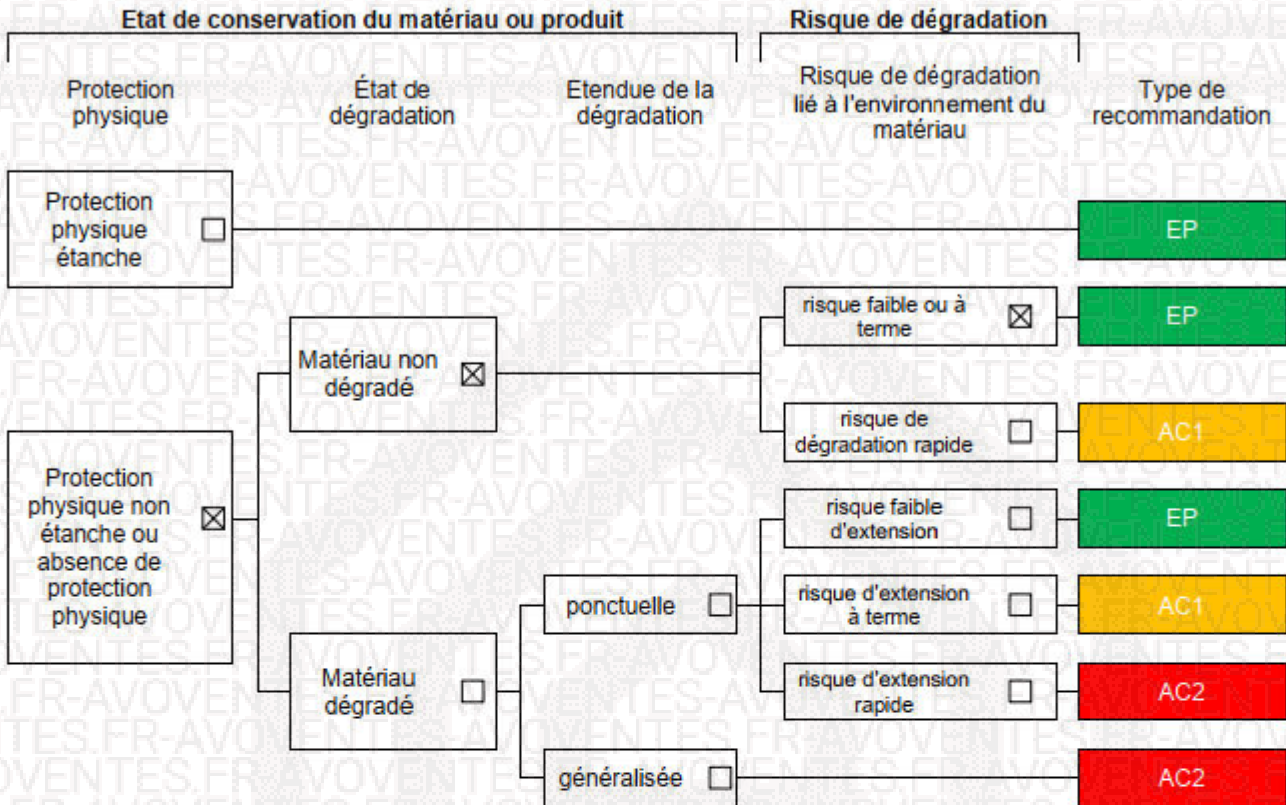 Etat de conservation du matériau ou produit
Risque de dégradation
Protection
physique
État de
dégradation
Etendue de la
dégradation
Risque de dégradation
lié à l'environnement du
matériau
Type de
recommandation
Protection
physique
étanche
EP
risque faible ou à
terme
EP
Matériau non
dégradé
risque de
dégradation rapide
AC1
Protection
physique non
étanche ou
absence de
protection
physique
risque faible
d'extension
EP
ponctuelle
risque d'extension
à terme
AC1
Matériau
dégradé
risque d'extension
rapide
AC2
généralisée
AC2